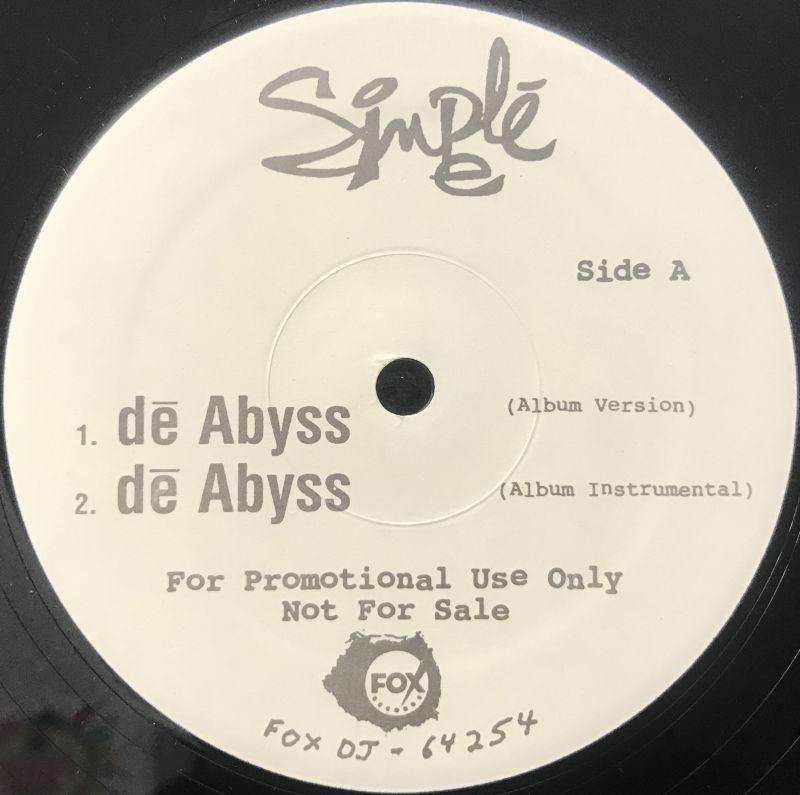 Simplē
e
Side A
1. dē Abyss (Album Version)
2. dē Abyss (Album Instrumental)
For Promotional Use Only
Not For Sale
FOX
FOX DJ - 64254